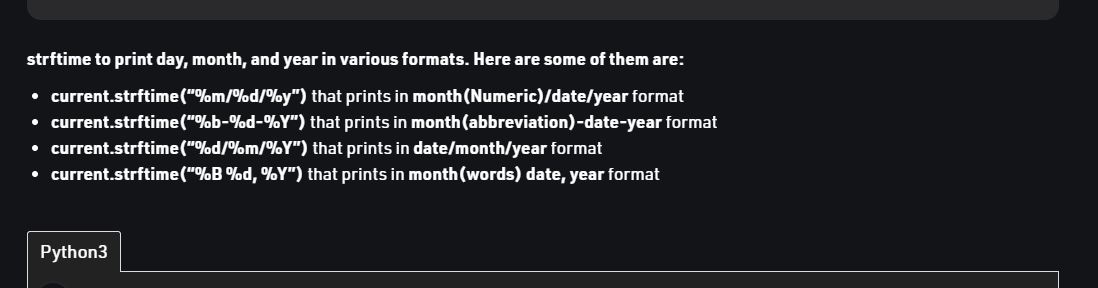 strftime to print day, month, and year in various formats. Here are some of them are:
• current.strftime(“%m/%d/%y”) that prints in month(Numeric)/date/year format
• current.strftime(“%b-%d-%Y”) that prints in month(abbreviation)-date-year format
• current.strftime(“%d/%m/%Y”) that prints in date/month/year format
• current.strftime(“%B %d, %Y”) that prints in month(words) date, year format
Python3